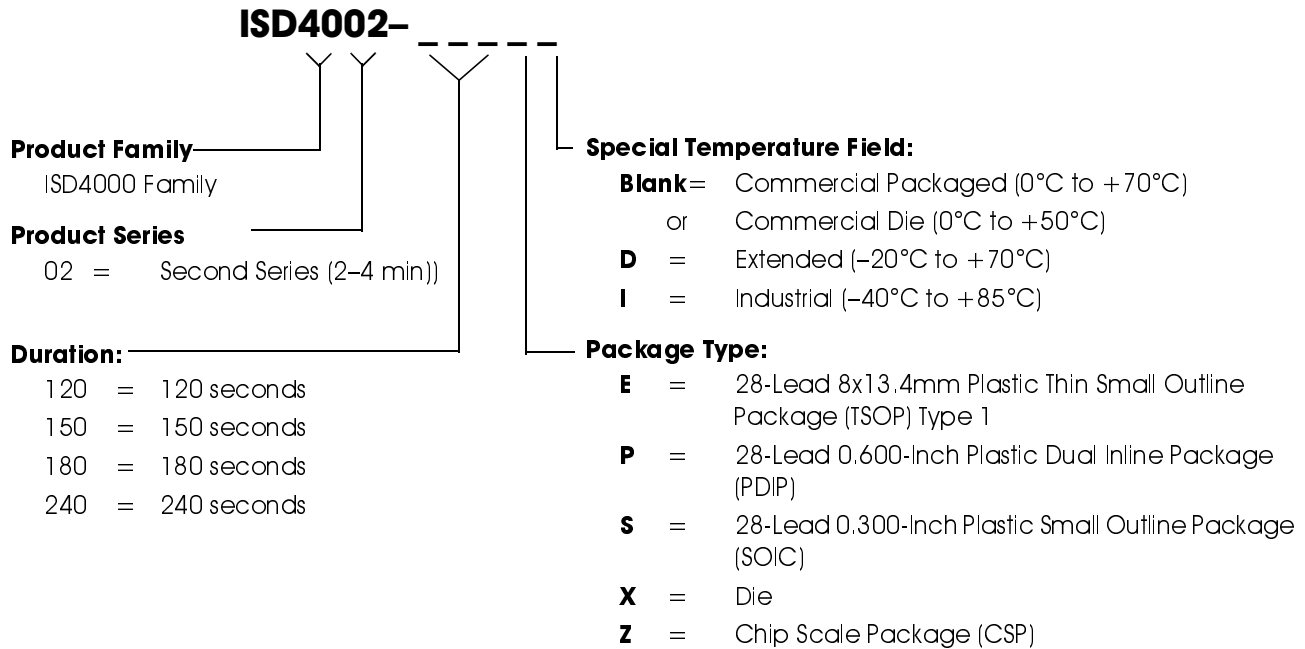 ISD4002– _ _ _ _ _
Product Family
ISD4000 Family
Product Series
02 = Second Series (2–4 min))
Duration:
120 = 120 seconds
150 = 150 seconds
180 = 180 seconds
240 = 240 seconds
Special Temperature Field:
Blank= Commercial Packaged (0°C to +70°C)
or Commercial Die (0°C to +50°C)
D = Extended (–20°C to +70°C)
I = Industrial (–40°C to +85°C)
Package Type:
E = 28-Lead 8x13.4mm Plastic Thin Small Outline
Package (TSOP) Type 1
P = 28-Lead 0.600-Inch Plastic Dual Inline Package
(PDIP)
S = 28-Lead 0.300-Inch Plastic Small Outline Package
(SOIC)
X = Die
Z = Chip Scale Package (CSP)